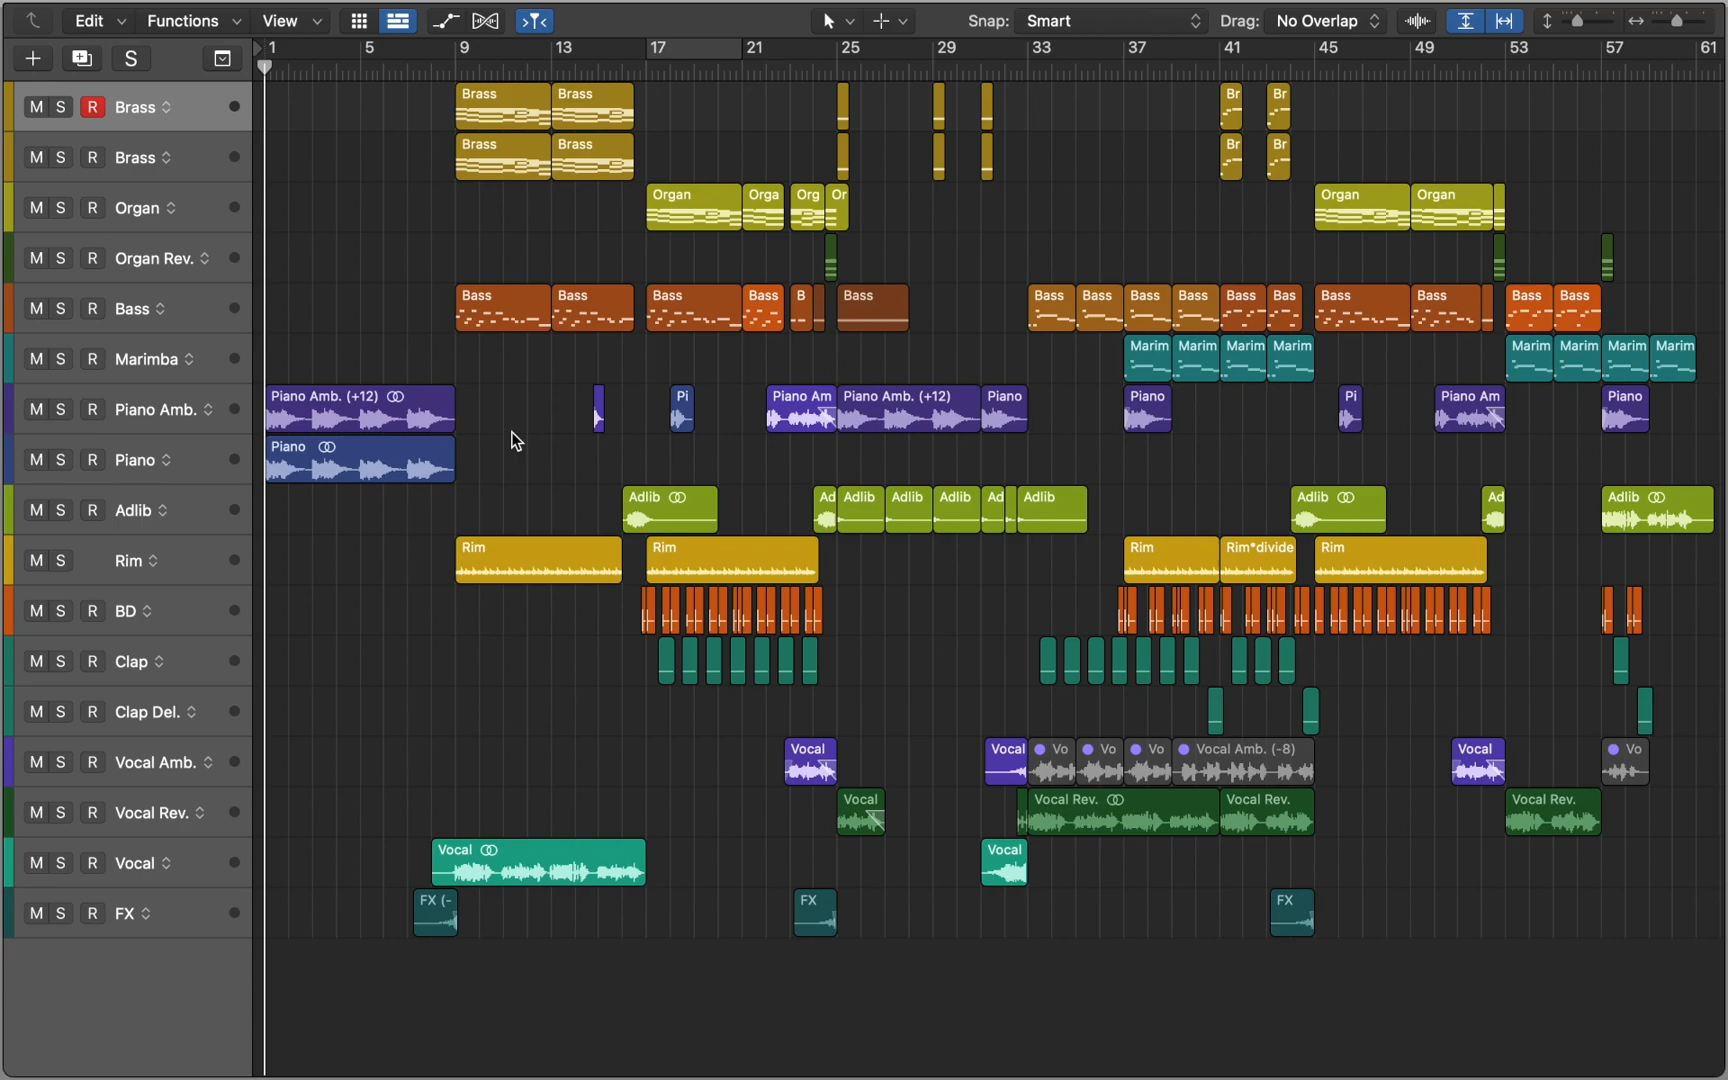 Edit Functions View Snap: Smart Drag: No Overlap
S 1 5 9 13 17 21 25 29 33 37 41 45 49 53 57 61
M S R Brass Brass Brass Br Br
M S R Brass Brass Brass Br Br
M S R Organ Organ Orga Org Or Organ Organ
M S R Organ Rev.
M S R Bass Bass Bass Bass Bass B Bass Bass Bass Bass Bass Bass Bas Bass Bass Bass Bass
M S R Marimba Marim Marim Marim Marim Marim Marim Marim Marim
M S R Piano Amb. Piano Amb. (+12) Pi Piano Am Piano Amb. (+12) Piano Piano Pi Piano Am Piano
M S R Piano Piano
M S R Adlib Adlib Ad Adlib Adlib Adlib Ad Adlib Adlib Ad Adlib
M S Rim Rim Rim Rim Rim*divide Rim
M S R BD
M S R Clap
M S R Clap Del.
M S R Vocal Amb. Vocal Vocal Vo Vo Vo Vocal Amb. (-8) Vocal Vo
M S R Vocal Rev. Vocal Vocal Rev. Vocal Rev. Vocal Rev.
M S R Vocal Vocal Vocal
M S R FX FX (- FX FX